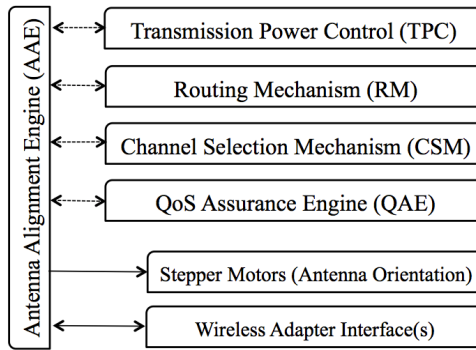 Antenna Alignment Engine (AAE)
Transmission Power Control (TPC)
Routing Mechanism (RM)
Channel Selection Mechanism (CSM)
QoS Assurance Engine (QAE)
Stepper Motors (Antenna Orientation)
Wireless Adapter Interface(s)